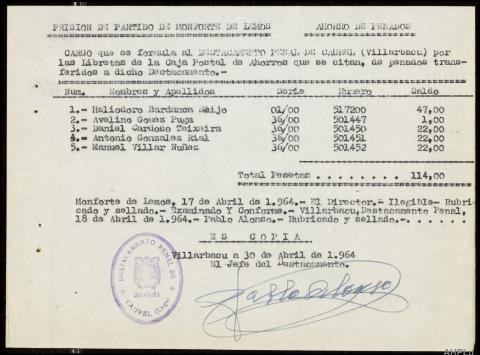 PRISION DE PARTIDO DE MONFORTE DE LEMOS AHORRO DE PENADOS
CARGO que se formula al DESTACAMENTO PENAL DE CAUREL (Villarbacu) por
las Libretas de la Caja Postal de Ahorros que se citan, de penados trans-
feridos a dicho Destacamento.-
Num. Nombres y Apellidos Serie Numero Saldo
1.- Heliodoro Bardanca Seijo 01/00 517200 47,00
2.- Avelino Gomez Puga 36/00 501447 1,00
3.- Daniel Cardoso Teixeira 36/00 501450 22,00
4.- Antonio Gonzalez Rial 36/00 501451 22,00
5.- Manuel Villar Nuñez 36/00 501452 22,00
Total Pesetas 114,00
Monforte de Lemos, 17 de Abril de 1.964.- El Director.- Ilegible- Rubri-
cado y sellado.- Examinado Y Conforme.- Villarbacu, Destacamento Penal,
18 de Abril de 1.964.- Pablo Alonso.- Rubricado y sellado.-. . . . . . .
ES COPIA
Villarbacu a 30 de Abril de 1.964
El Jefe del Destacamento.
DESTACAMENTO PENAL DE
CAUREL (Lugo)
Pablo Alonso